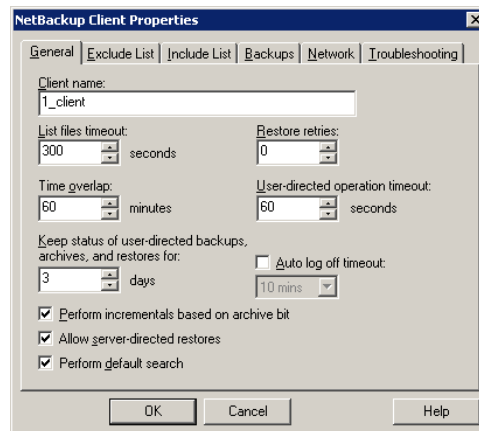 NetBackup Client Properties
General Exclude List Include List Backups Network Troubleshooting
Client name:
1_client
List files timeout: Restore retries:
300 seconds 0
Time overlap: User-directed operation timeout:
60 minutes 60 seconds
Keep status of user-directed backups,
archives, and restores for: Auto log off timeout:
3 days 10 mins
Perform incrementals based on archive bit
Allow server-directed restores
Perform default search
OK Cancel Help